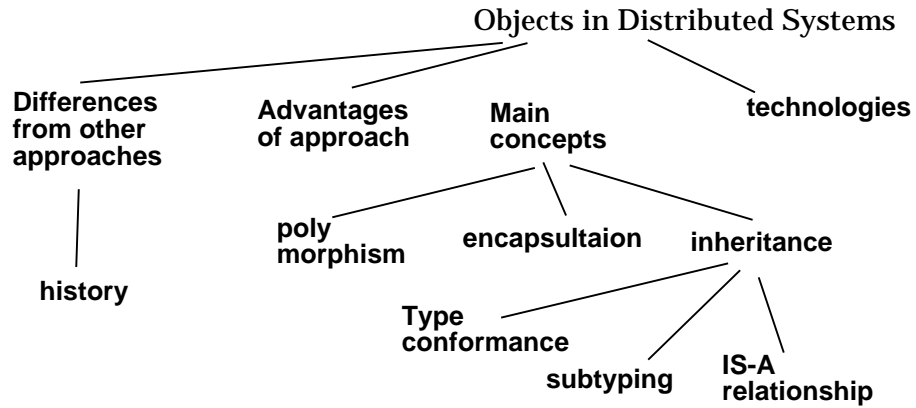 Objects in Distributed Systems
Differences
from other
approaches
Advantages
of approach
Main
concepts
technologies
poly
morphism
encapsultaion
inheritance
history
Type
conformance
subtyping
IS-A
relationship